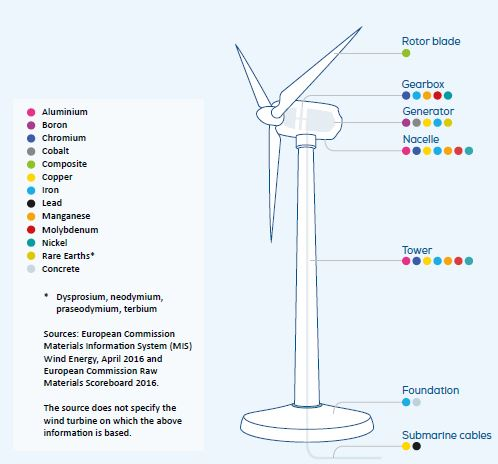 Rotor blade
Gearbox
Generator
Nacelle
Tower
Foundation
Submarine cables
Aluminium
Boron
Chromium
Cobalt
Composite
Copper
Iron
Lead
Manganese
Molybdenum
Nickel
Rare Earths*
Concrete
* Dysprosium, neodymium,
praseodymium, terbium
Sources: European Commission
Materials Information System (MIS)
Wind Energy, April 2016 and
European Commission Raw
Materials Scoreboard 2016.
The source does not specify the
wind turbine on which the above
information is based.